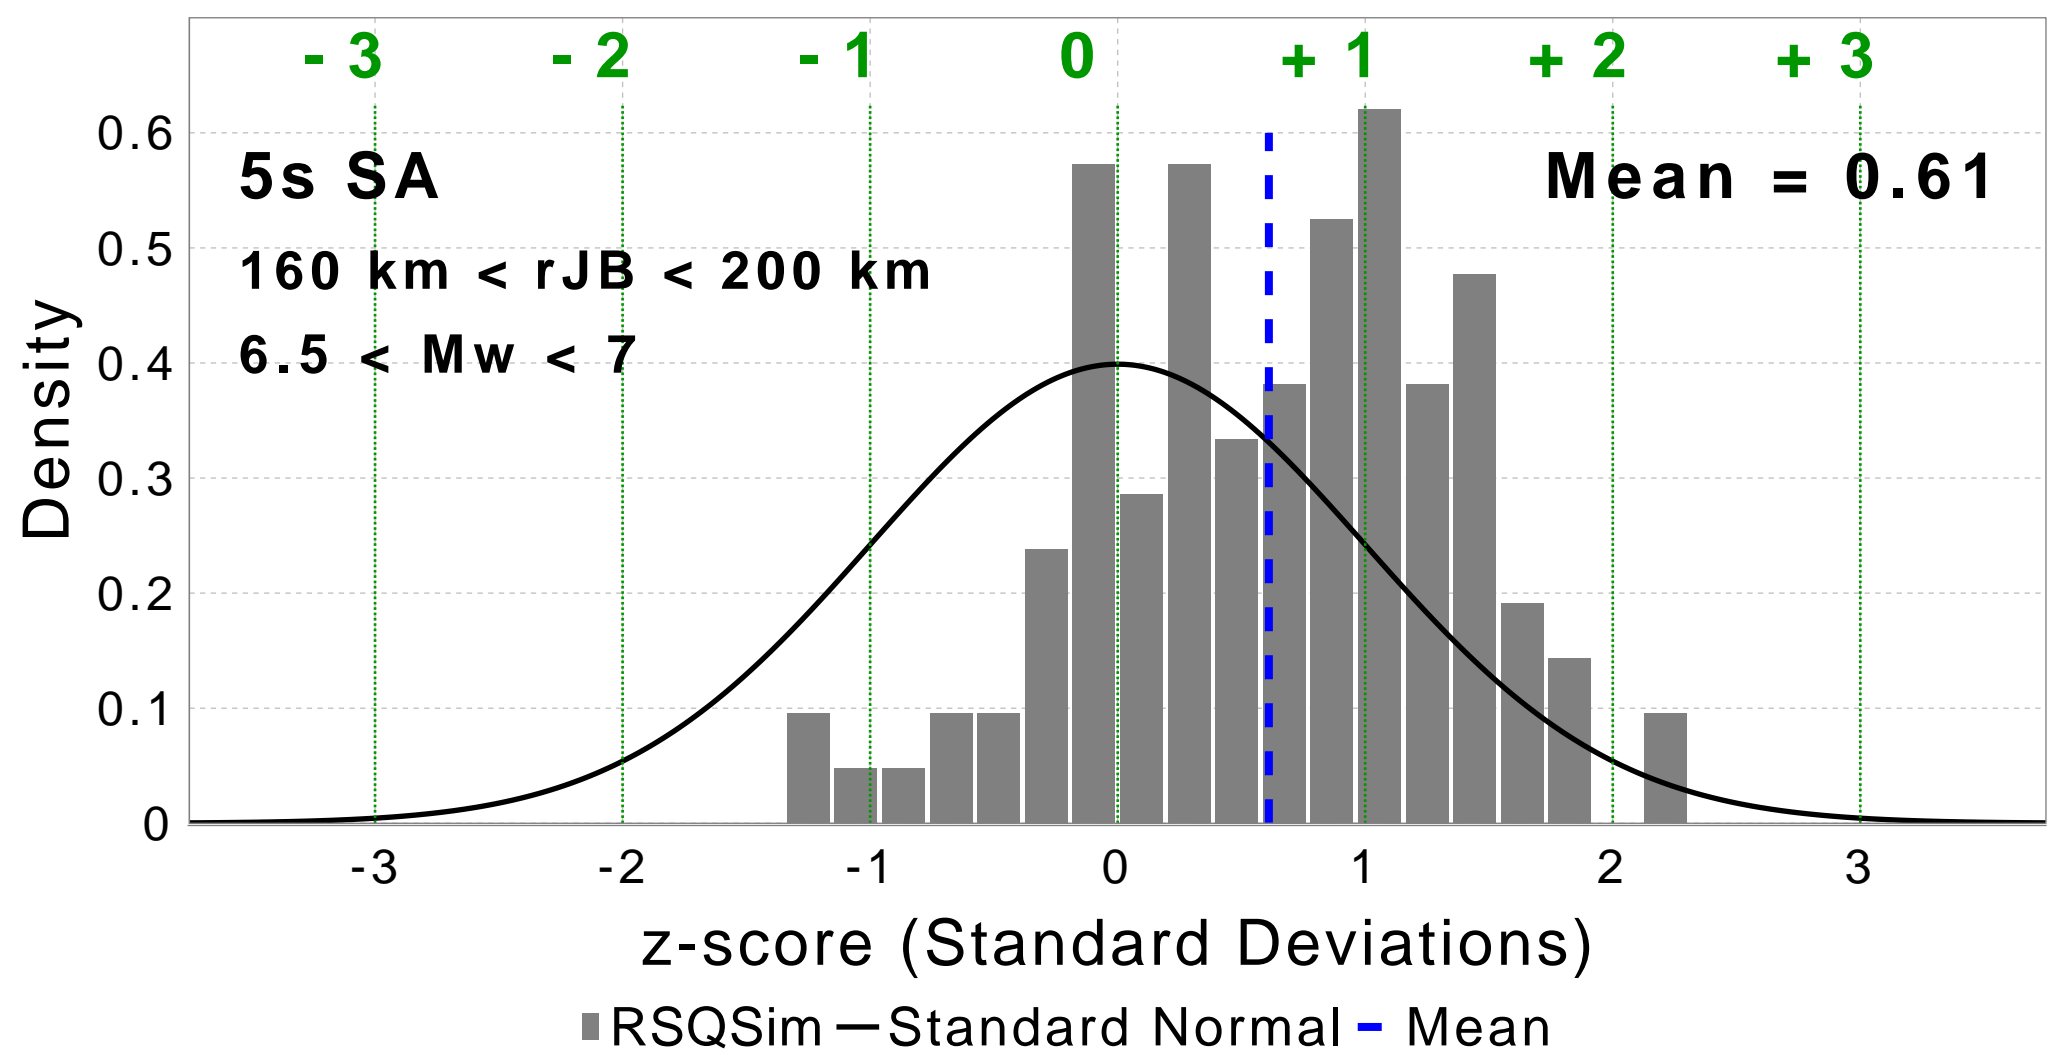 - 3 - 2 - 1 0 + 1 + 2 + 3
0.6
5s SA
Mean = 0.61
0.5
160 km < rJB < 200 km
6.5 < Mw < 7
0.4
Density
0.3
0.2
0.1
0
-3 -2 -1 0 1 2 3
z-score (Standard Deviations)
RSQSim Standard Normal Mean